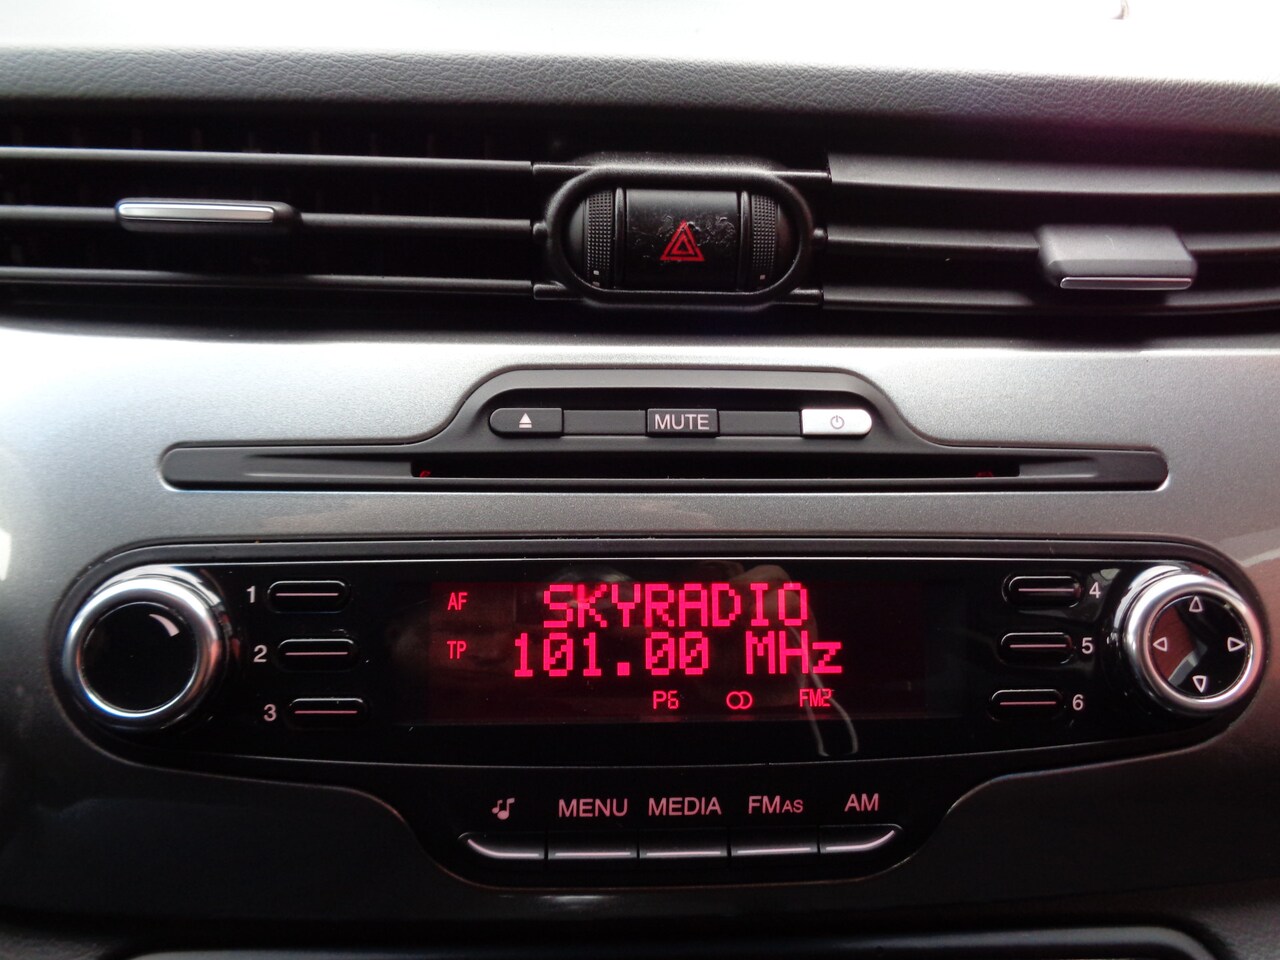 MUTE
1
AF
SKYRADIO
4
2
TP
101.00 MHz
5
3
P6
FM2
6
MENU
MEDIA
FMAS
AM